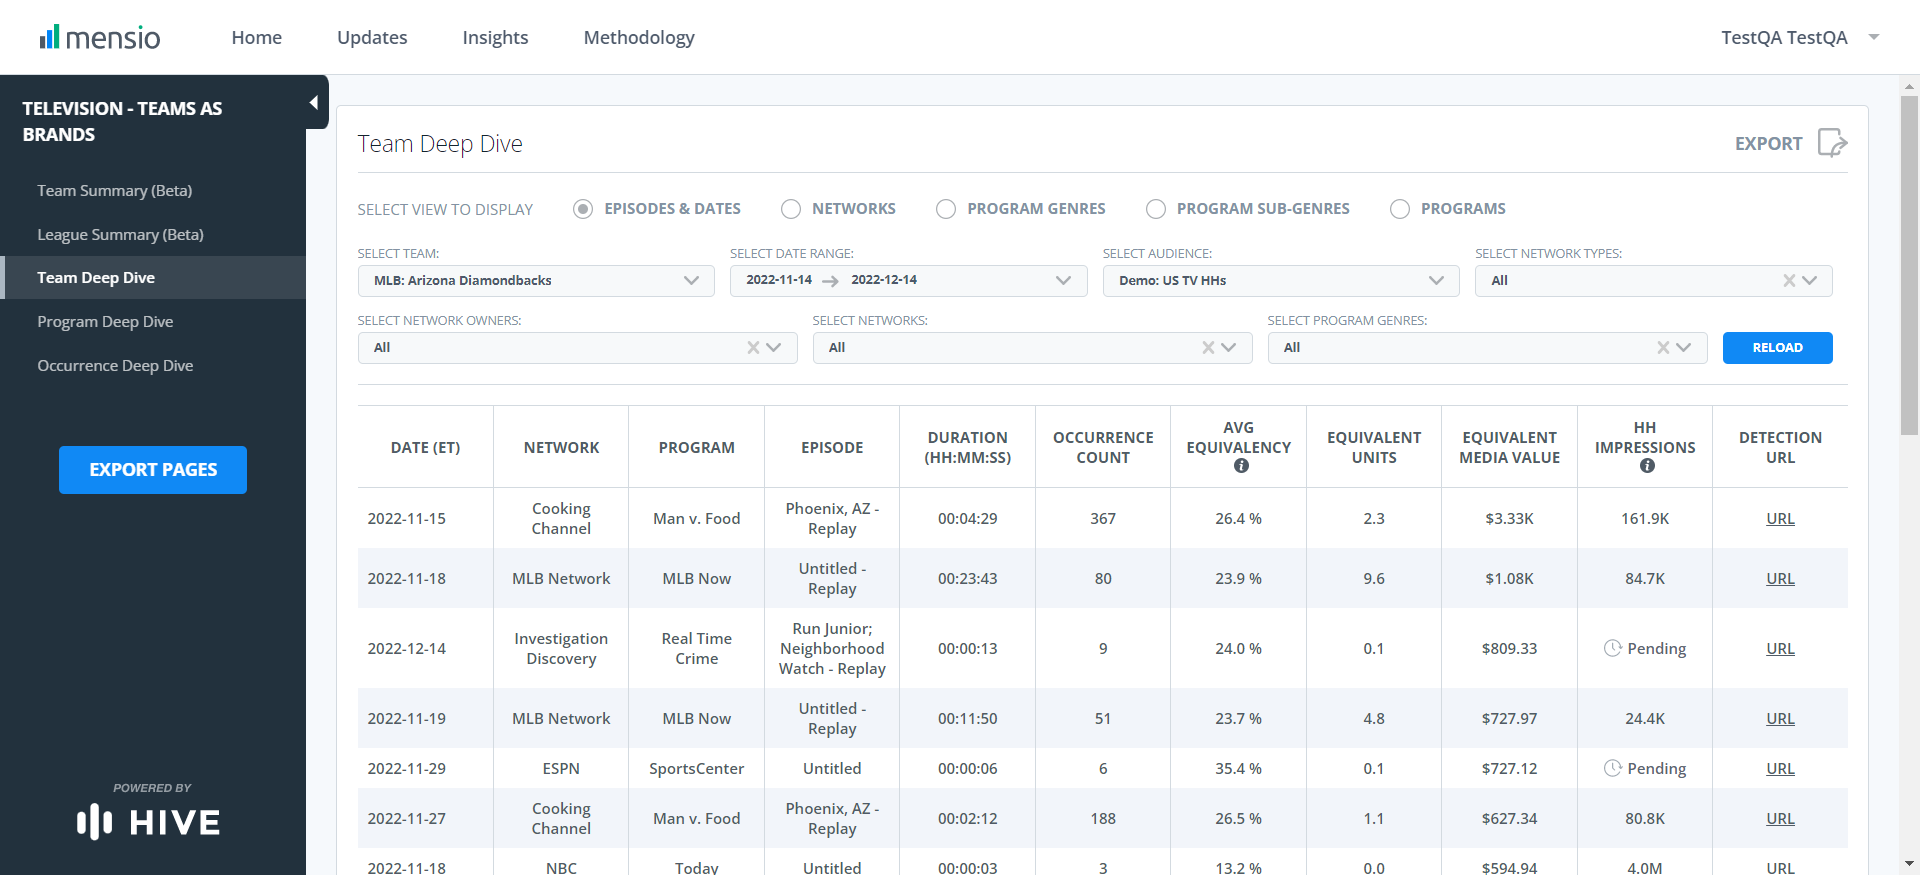 mensio
Home
Updates
Insights
Methodology
TestQA TestQA
TELEVISION - TEAMS AS
BRANDS
Team Summary (Beta)
League Summary (Beta)
Team Deep Dive
Program Deep Dive
Occurrence Deep Dive
EXPORT PAGES
POWERED BY
HIVE
Team Deep Dive
EXPORT
SELECT VIEW TO DISPLAY
EPISODES & DATES
NETWORKS
PROGRAM GENRES
PROGRAM SUB-GENRES
PROGRAMS
SELECT TEAM:
MLB: Arizona Diamondbacks
SELECT DATE RANGE:
2022-11-14 → 2022-12-14
SELECT AUDIENCE:
Demo: US TV HHs
SELECT NETWORK TYPES:
All
SELECT NETWORK OWNERS:
All
SELECT NETWORKS:
All
SELECT PROGRAM GENRES:
All
RELOAD
DATE (ET)
NETWORK
PROGRAM
EPISODE
DURATION
(HH:MM:SS)
OCCURRENCE
COUNT
AVG
EQUIVALENCY
EQUIVALENT
UNITS
EQUIVALENT
MEDIA VALUE
HH
IMPRESSIONS
DETECTION
URL
2022-11-15
Cooking
Channel
Man v. Food
Phoenix, AZ -
Replay
00:04:29
367
26.4 %
2.3
$3.33K
161.9K
URL
2022-11-18
MLB Network
MLB Now
Untitled -
Replay
00:23:43
80
23.9 %
9.6
$1.08K
84.7K
URL
2022-12-14
Investigation
Discovery
Real Time
Crime
Run Junior;
Neighborhood
Watch - Replay
00:00:13
9
24.0 %
0.1
$809.33
Pending
URL
2022-11-19
MLB Network
MLB Now
Untitled -
Replay
00:11:50
51
23.7 %
4.8
$727.97
24.4K
URL
2022-11-29
ESPN
SportsCenter
Untitled
00:00:06
6
35.4 %
0.1
$727.12
Pending
URL
2022-11-27
Cooking
Channel
Man v. Food
Phoenix, AZ -
Replay
00:02:12
188
26.5 %
1.1
$627.34
80.8K
URL
2022-11-18
NBC
Today
Untitled
00:00:03
3
13.2 %
0.0
$594.94
4.0M
URL